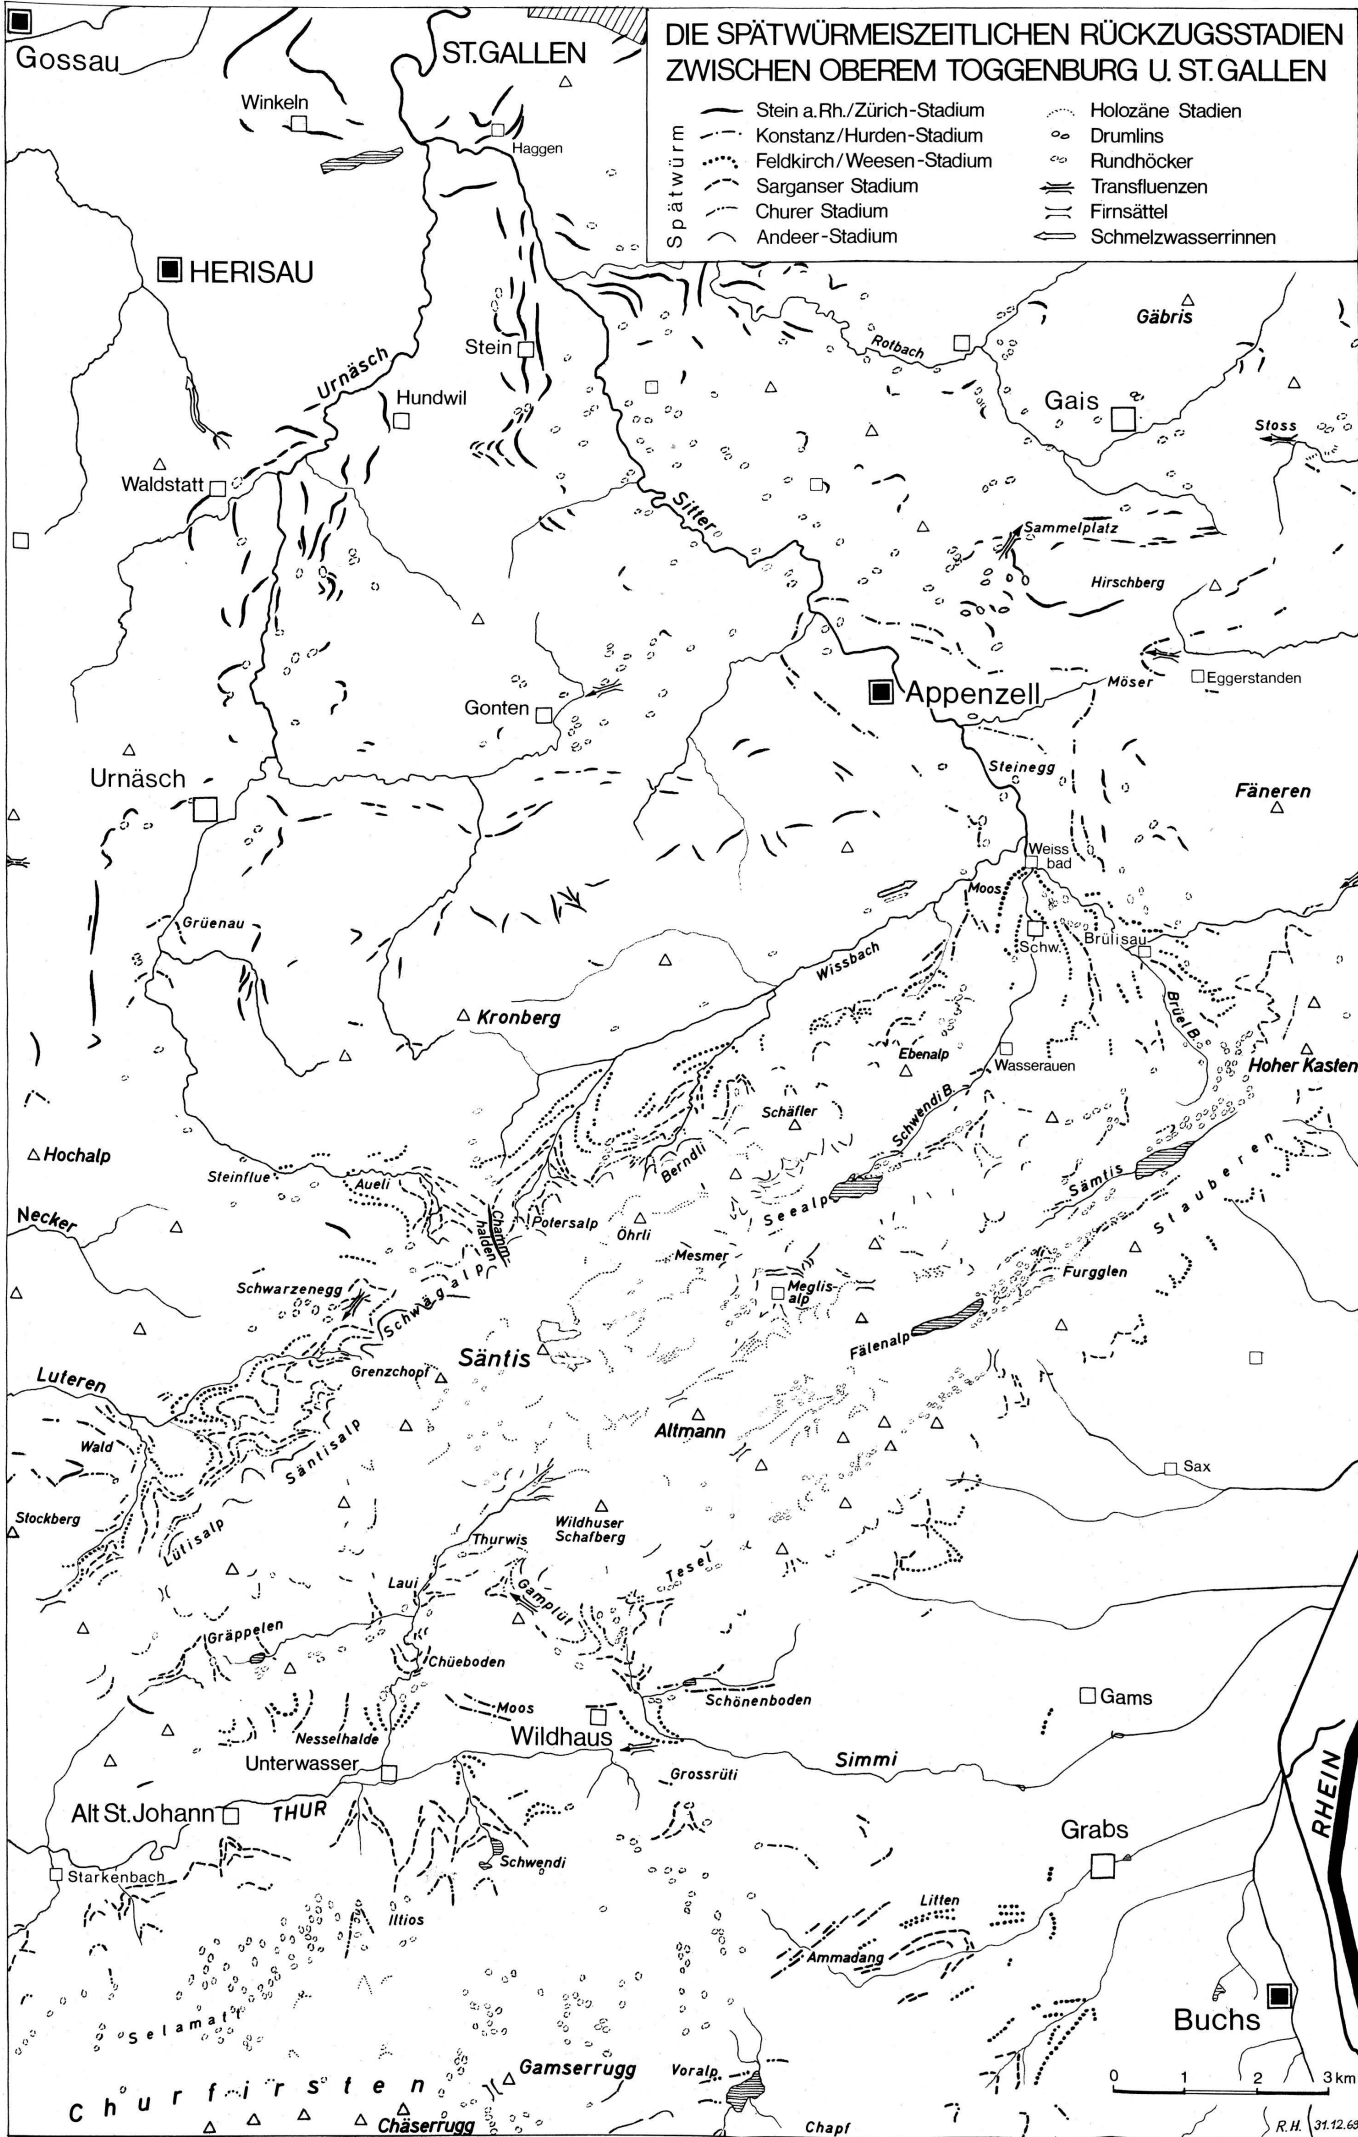 DIE SPÄTWÜRMEISZEITLICHEN RÜCKZUGSSTADIEN
ZWISCHEN OBEREM TOGGENBURG U. ST.GALLEN
Spätwürm
Stein a.Rh./Zürich-Stadium
Konstanz/Hurden-Stadium
Feldkirch/Weesen-Stadium
Sarganser Stadium
Churer Stadium
Andeer-Stadium
Holozäne Stadien
Drumlins
Rundhöcker
Transfluenzen
Firnsättel
Schmelzwasserrinnen
Gossau
ST.GALLEN
Winkeln
Haggen
HERISAU
Gäbris
Rotbach
Stein
Urnäsch
Hundwil
Gais
Stoss
Waldstatt
Sitter
Sammelplatz
Hirschberg
Eggerstanden
Möser
Appenzell
Gonten
Steinegg
Urnäsch
Fäneren
Weiss
bad
Moos
Grüenau
Schw.
Brülisau
Wissbach
Brüel B.
Kronberg
Ebenalp
Wasserauen
Hoher Kasten
Schäfler
Schwendi B.
Hochalp
Berndli
Steinflue
Aueli
Sämtis
Stauberen
Seealp
Necker
Chamm
halden
Potersalp
Öhrli
Mesmer
Schwarzenegg
Schwägalp
Meglis-
alp
Furgglen
Fälenalp
Säntis
Grenzchopf
Luteren
Altmann
Wald
Säntisalp
Sax
Stockberg
Lütisalp
Thurwis
Wildhuser
Schafberg
Tesel
Laui
Gamplüt
Gräppelen
Chüeboden
Schönenboden
Gams
Moos
Nesselhalde
Wildhaus
Unterwasser
Simmi
Grossrüti
RHEIN
Alt St.Johann
THUR
Grabs
Schwendi
Starkenbach
Litten
Iltios
Ammadang
Selamatt
Buchs
Gamserrugg
Voralp
Churfirsten
Chäserrugg
Chapf
0 1 2 3 km
R.H. 31.12.69